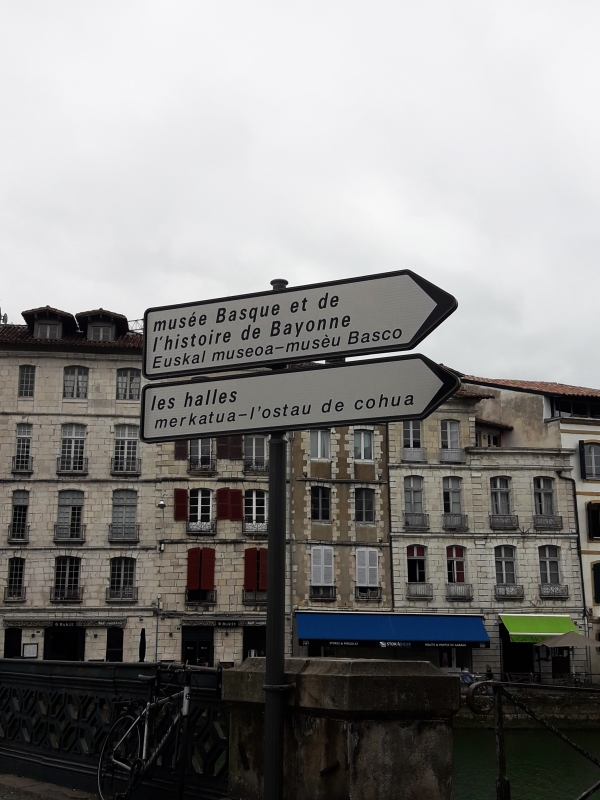 musée Basque et de
l'histoire de Bayonne
Euskal museoa-musèu Basco
les halles
merkatua-l'ostau de cohua